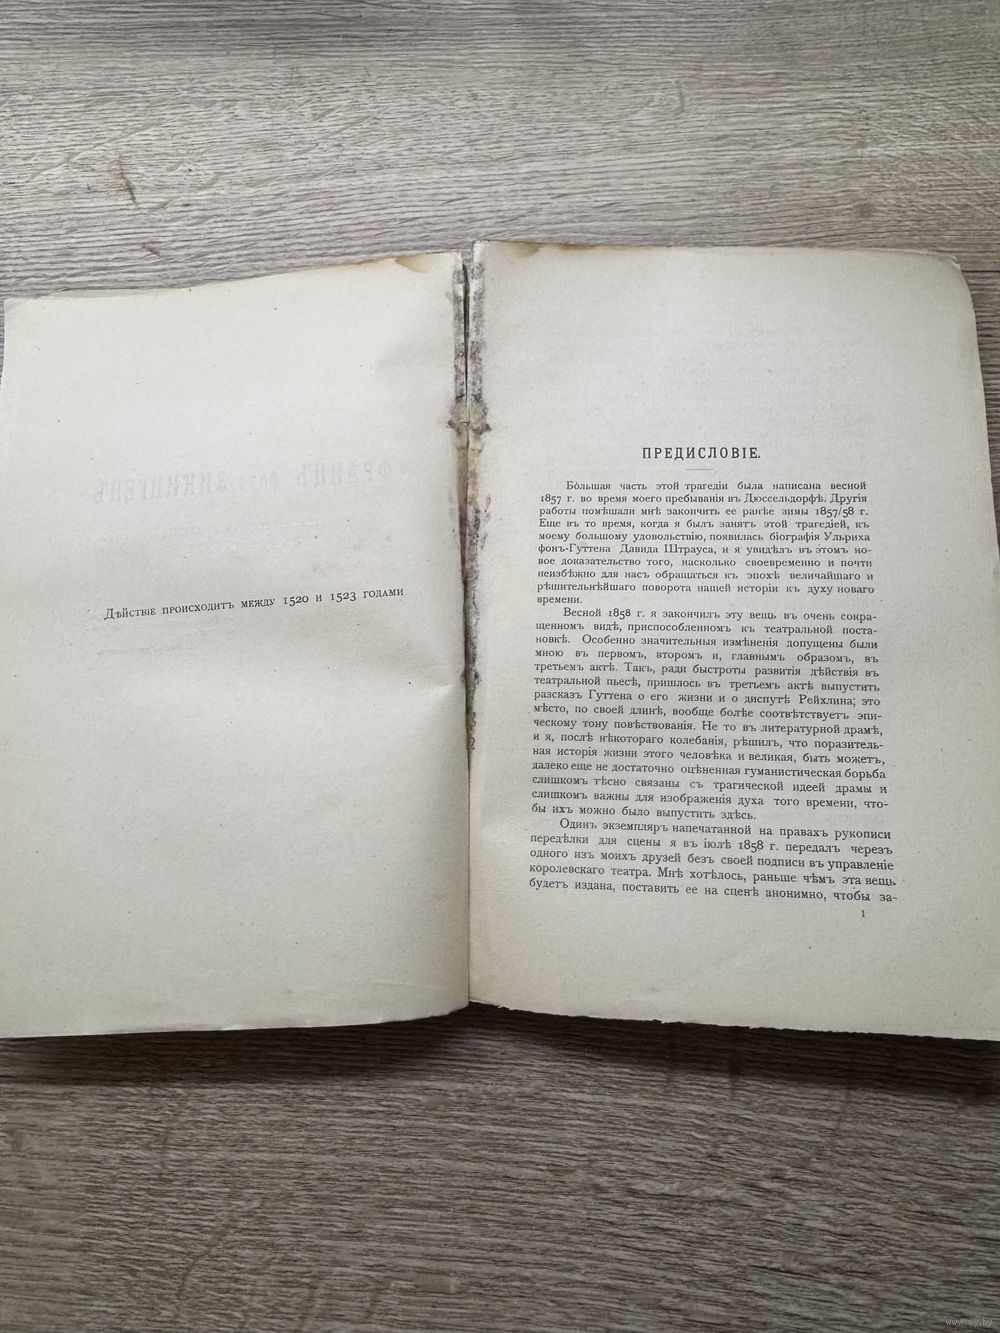 ФРАНЦЪ фонъ-ЗИКИНГЕНЪ
Дѣйствіе происходитъ между 1520 и 1523 годами
ПРЕДИСЛОВІЕ.
Бо́льшая часть этой трагедіи была написана весной
1857 г. во время моего пребыванія въ Дюссельдорфѣ. Другія
работы помѣшали мнѣ закончить ее ранѣе зимы 1857/58 г.
Еще въ то время, когда я былъ занятъ этой трагедіей, къ
моему большому удовольствію, появилась біографія Ульриха
фонъ-Гуттена Давида Штрауса, и я увидѣлъ въ этомъ но-
вое доказательство того, насколько своевременно и почти
неизбѣжно для насъ обращаться къ эпохѣ величайшаго и
рѣшительнѣйшаго поворота нашей исторіи къ духу новаго
времени.
Весной 1858 г. я закончилъ эту вещь въ очень сокра-
щенномъ видѣ, приспособленномъ къ театральной поста-
новкѣ. Особенно значительныя измѣненія допущены были
мною въ первомъ, второмъ и, главнымъ образомъ, въ
третьемъ актѣ. Такъ, ради быстроты развитія дѣйствія въ
театральной пьесѣ, пришлось въ третьемъ актѣ выпустить
разсказъ Гуттена о его жизни и о диспутѣ Рейхлина; это
мѣсто, по своей длинѣ, вообще болѣе соотвѣтствуетъ эпи-
ческому тону повѣствованія. Не то въ литературной драмѣ,
и я, послѣ нѣкотораго колебанія, рѣшилъ, что поразитель-
ная исторія жизни этого человѣка и великая, быть можетъ,
далеко еще не достаточно оцѣненная гуманистическая борьба
слишкомъ тѣсно связаны съ трагической идеей драмы и
слишкомъ важны для изображенія духа того времени, что-
бы ихъ можно было выпустить здѣсь.
Одинъ экземпляръ напечатанной на правахъ рукописи
передѣлки для сцены я въ іюлѣ 1858 г. передалъ черезъ
одного изъ моихъ друзей безъ своей подписи въ управленіе
королевскаго театра. Мнѣ хотѣлось, раньше чѣмъ эта вещь
будетъ издана, поставить ее на сценѣ анонимно, чтобы за-
1
www.ay.by